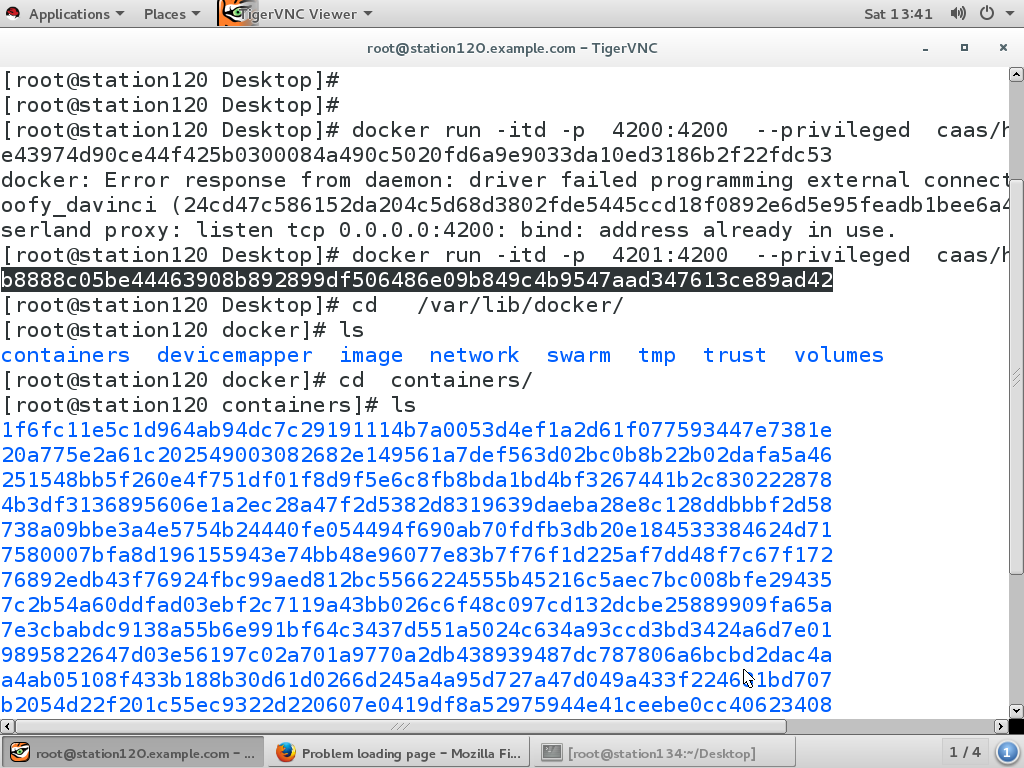 Applications Places TigerVNC Viewer Sat 13:41
root@station120.example.com − TigerVNC
[root@station120 Desktop]#
[root@station120 Desktop]#
[root@station120 Desktop]# docker run -itd -p  4200:4200  --privileged  caas/h
e43974d90ce44f425b0300084a490c5020fd6a9e9033da10ed3186b2f22fdc53
docker: Error response from daemon: driver failed programming external connect
oofy_davinci (24cd47c586152da204c5d68d3802fde5445ccd18f0892e6d5e95feadb1bee6a4
serland proxy: listen tcp 0.0.0.0:4200: bind: address already in use.
[root@station120 Desktop]# docker run -itd -p  4201:4200  --privileged  caas/h
b8888c05be44463908b892899df506486e09b849c4b9547aad347613ce89ad42
[root@station120 Desktop]# cd   /var/lib/docker/
[root@station120 docker]# ls
containers  devicemapper  image  network  swarm  tmp  trust  volumes
[root@station120 docker]# cd  containers/
[root@station120 containers]# ls
1f6fc11e5c1d964ab94dc7c29191114b7a0053d4ef1a2d61f077593447e7381e
20a775e2a61c202549003082682e149561a7def563d02bc0b8b22b02dafa5a46
251548bb5f260e4f751df01f8d9f5e6c8fb8bda1bd4bf3267441b2c830222878
4b3df3136895606e1a2ec28a47f2d5382d8319639daeba28e8c128ddbbbf2d58
738a09bbe3a4e5754b24440fe054494f690ab70fdfb3db20e184533384624d71
7580007bfa8d196155943e74bb48e96077e83b7f76f1d225af7dd48f7c67f172
76892edb43f76924fbc99aed812bc5566224555b45216c5aec7bc008bfe29435
7c2b54a60ddfad03ebf2c7119a43bb026c6f48c097cd132dcbe25889909fa65a
7e3cbabdc9138a55b6e991bf64c3437d551a5024c634a93ccd3bd3424a6d7e01
9895822647d03e56197c02a701a9770a2db438939487dc787806a6bcbd2dac4a
b2054d22f201c55ec9322d220607e0419df8a52975944e41ceebe0cc40623408
root@station120.example.com − ... Problem loading page − Mozilla Fi... [root@station134:~/Desktop] 1 / 4 1